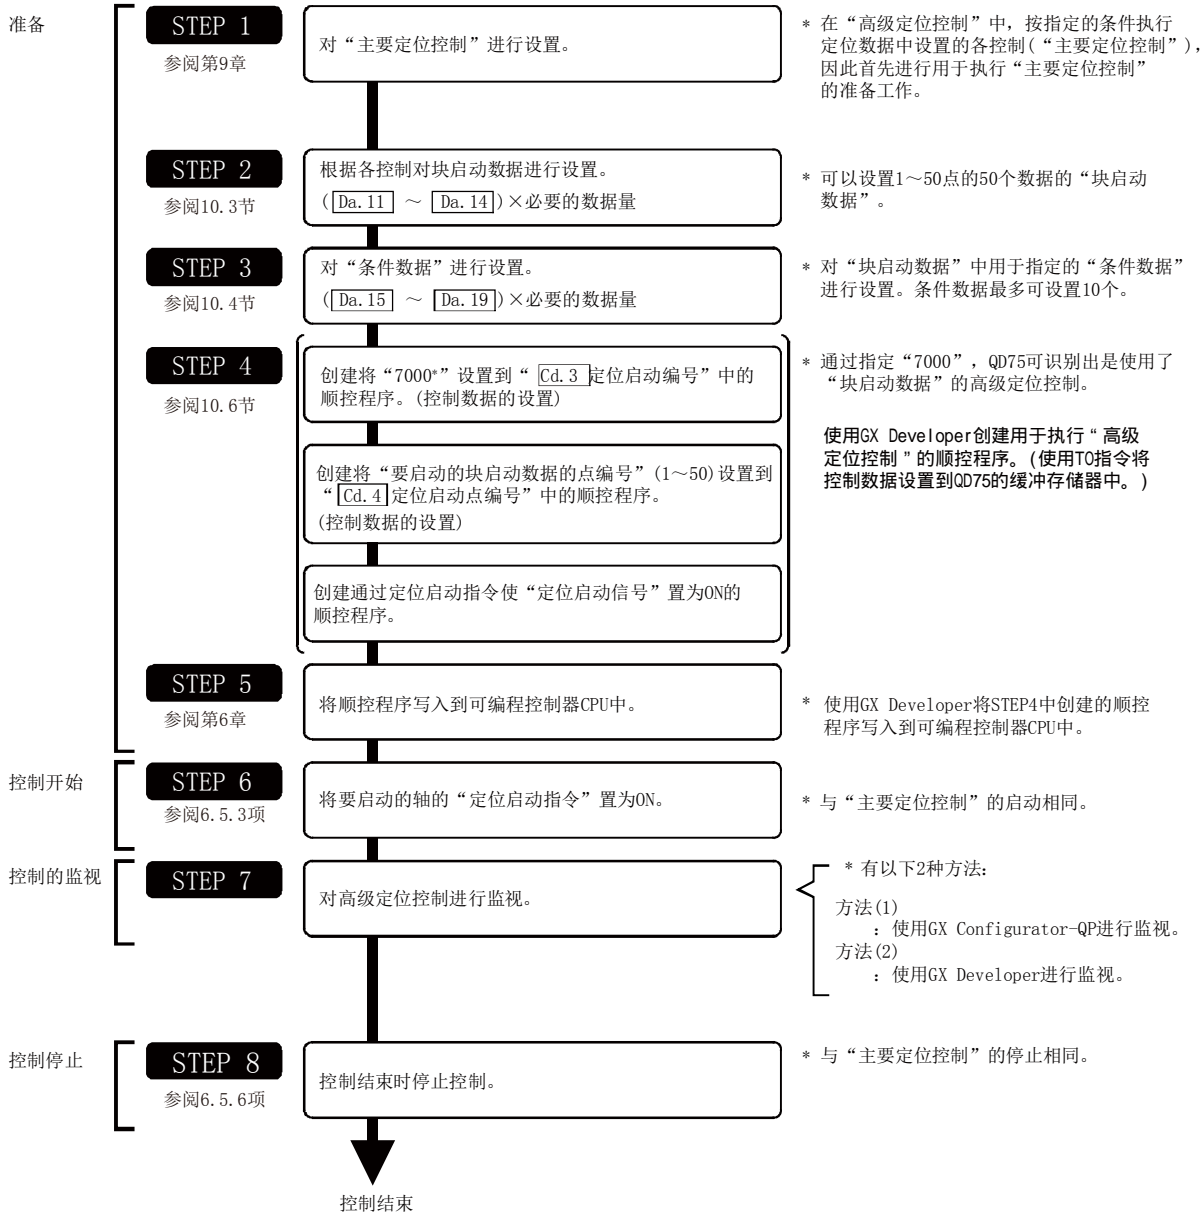 准备
STEP 1
参阅第9章
对“主要定位控制”进行设置。
* 在“高级定位控制”中，按指定的条件执行
定位数据中设置的各控制(“主要定位控制”),
因此首先进行用于执行“主要定位控制”
的准备工作。
STEP 2
参阅10.3节
根据各控制对块启动数据进行设置。
(Da.11 ～ Da.14)×必要的数据量
* 可以设置1～50点的50个数据的“块启动
数据”。
STEP 3
参阅10.4节
对“条件数据”进行设置。
(Da.15 ～ Da.19)×必要的数据量
* 对“块启动数据”中用于指定的“条件数据”
进行设置。条件数据最多可设置10个。
STEP 4
参阅10.6节
创建将“7000*”设置到“ Cd.3 定位启动编号”中的
顺控程序。(控制数据的设置)
* 通过指定“7000”，QD75可识别出是使用了
“块启动数据”的高级定位控制。
使用GX Developer创建用于执行“高级
定位控制”的顺控程序。(使用TO指令将
控制数据设置到QD75的缓冲存储器中。)
创建将“要启动的块启动数据的点编号”(1～50)设置到
“ Cd.4 定位启动点编号”中的顺控程序。
(控制数据的设置)
创建通过定位启动指令使“定位启动信号”置为ON的
顺控程序。
STEP 5
参阅第6章
将顺控程序写入到可编程控制器CPU中。
* 使用GX Developer将STEP4中创建的顺控
程序写入到可编程控制器CPU中。
控制开始
STEP 6
参阅6.5.3项
将要启动的轴的“定位启动指令”置为ON。
* 与“主要定位控制”的启动相同。
控制的监视
STEP 7
对高级定位控制进行监视。
* 有以下2种方法:
方法(1)
：使用GX Configurator-QP进行监视。
方法(2)
：使用GX Developer进行监视。
控制停止
STEP 8
参阅6.5.6项
控制结束时停止控制。
* 与“主要定位控制”的停止相同。
控制结束